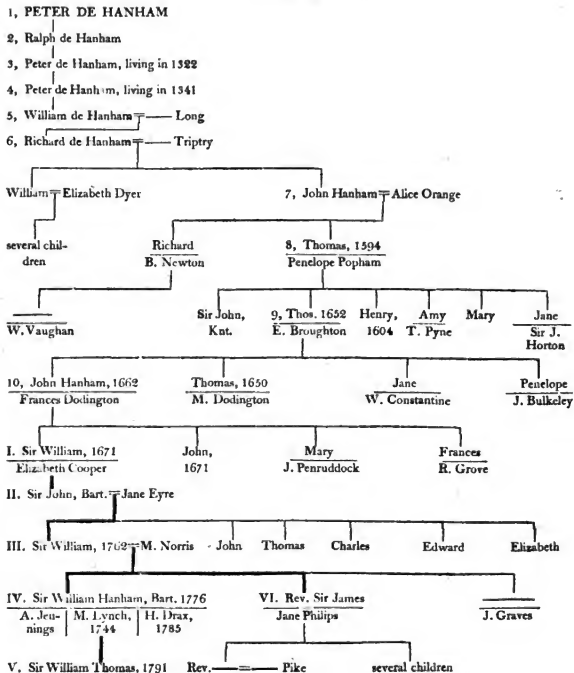 1, PETER DE HANHAM
2, Ralph de Hanham
3, Peter de Hanham, living in 1322
4, Peter de Hanham, living in 1341
5, William de Hanham — Long
6, Richard de Hanham — Triptry
William Elizabeth Dyer 7, John Hanham Alice Orange
several chil- Richard 8, Thomas, 1594
dren B. Newton Penelope Popham
W. Vaughan Sir John, 9, Thos. 1652 Henry, Amy Mary Jane
Knt. E. Broughton 1604 T. Pyne Sir J.
Horton
10, John Hanham, 1662 Thomas, 1650 Jane Penelope
Frances Dodington M. Dodington W. Constantine J. Bulkeley
I. Sir William, 1671 John, Mary Frances
Elizabeth Cooper 1671 J. Penruddock R. Grove
II. Sir John, Bart. Jane Eyre
III. Sir William, 1762 M. Norris John Thomas Charles Edward Elizabeth
IV. Sir William Hanham, Bart. 1776 VI. Rev. Sir James
A. Jen- M. Lynch, H. Drax, Jane Philips J. Graves
nings 1744 1785
V. Sir William Thomas, 1791 Rev. — = — Pike several children